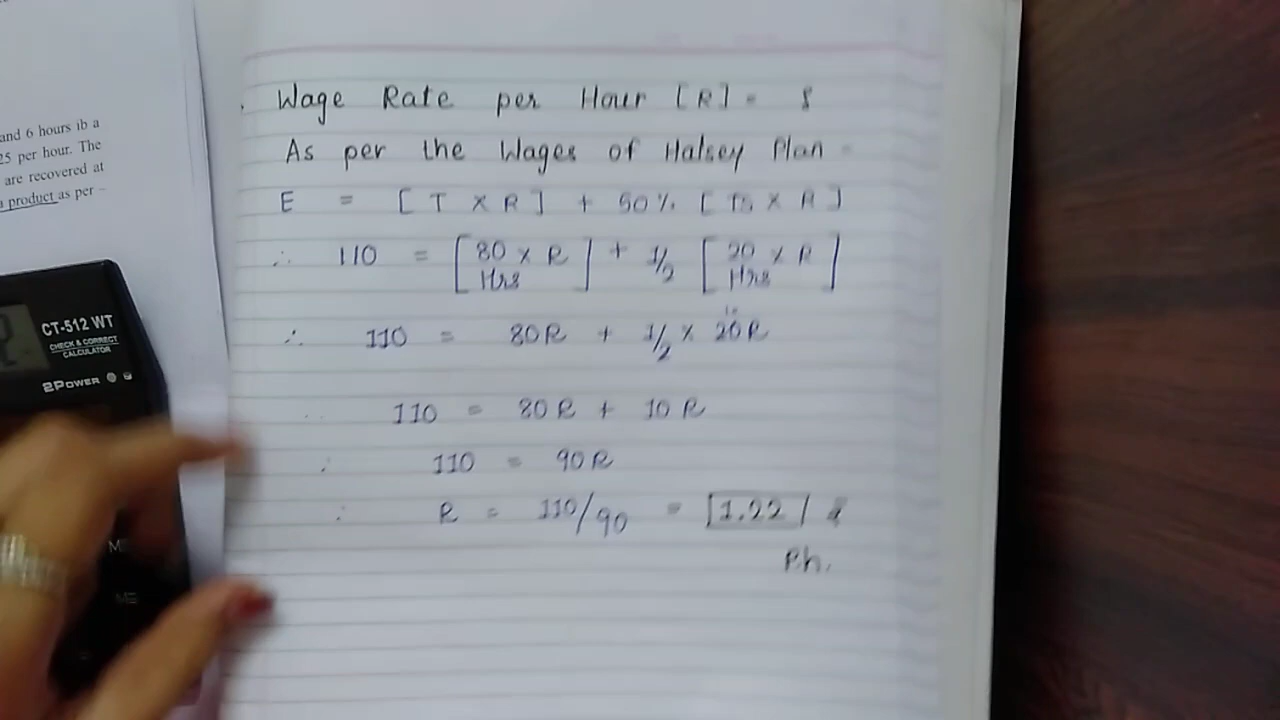 and 6 hours ib a
25 per hour. The
are recovered at
a product as per –
CT-512 WT
CHECK & CORRECT
CALCULATOR
2POWER
ME
Wage Rate per Hour [R] =
As per the Wages of Halsey Plan -
E = [ T X R ] + 50% [ TS X R ]
∴ 110 = [ 80 X R ] + 1/2 [ 20 X R ]
Hrs Hrs
10
∴ 110 = 80R + 1/2 X 20R
110 = 80R + 10R
∴ 110 = 90R
∴ R = 110/90 = 1.22
Ph.